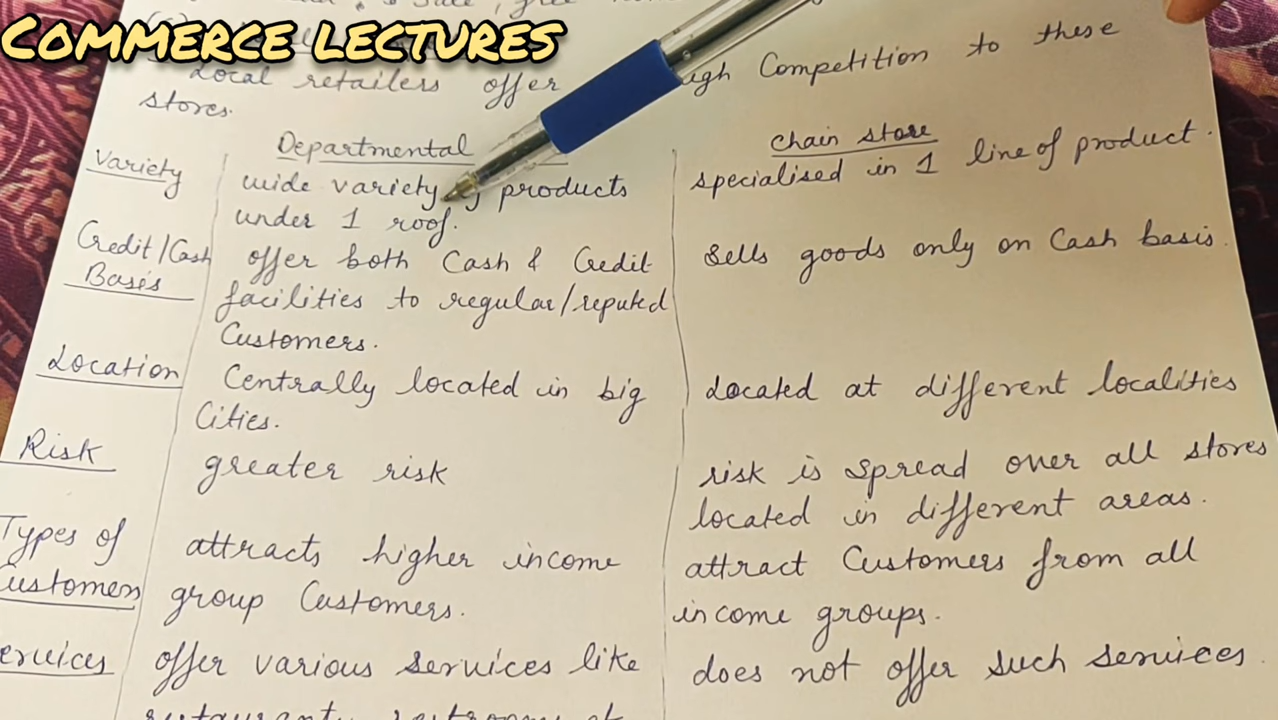 COMMERCE LECTURES
Local retailers offer Competition to these
stores.
Departmental
chain store
Variety
wide variety products
under 1 roof.
specialised in 1 line of product.
Credit/Cash
Basis
offer both Cash & Credit
facilities to regular/reputed
Customers.
Sells goods only on Cash basis.
Location
Centrally located in big
Cities.
Located at different localities
Risk
greater risk
risk is spread over all stores
located in different areas.
Types of
attracts higher income
group Customers.
attract Customers from all
income groups.
offer various services like
does not offer such services.